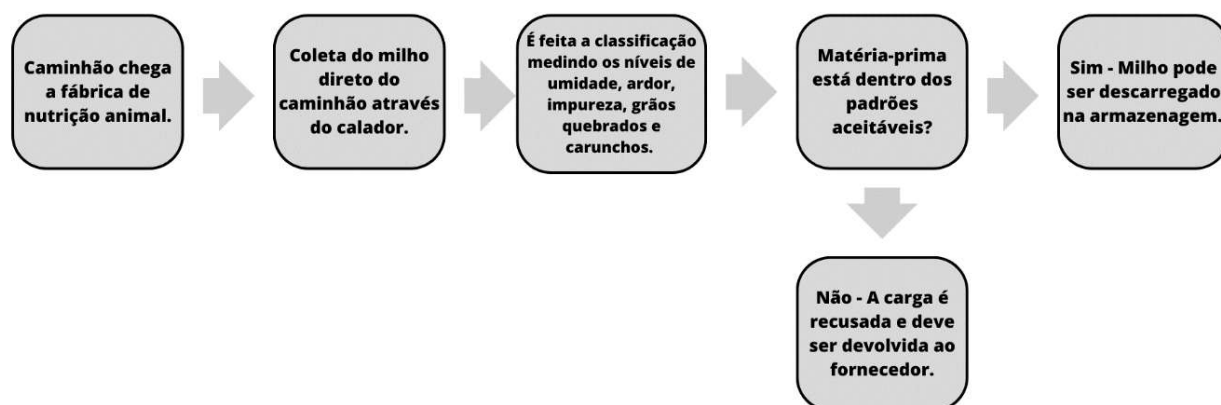 Caminhão chega
a fábrica de
nutrição animal.
Coleta do milho
direto do
caminhão através
do calador.
É feita a classificação
medindo os níveis de
umidade, ardor,
impureza, grãos
quebrados e
carunchos.
Matéria-prima
está dentro dos
padrões
aceitáveis?
Sim - Milho pode
ser descarregado
na armazenagem.
Não - A carga é
recusada e deve
ser devolvida ao
fornecedor.